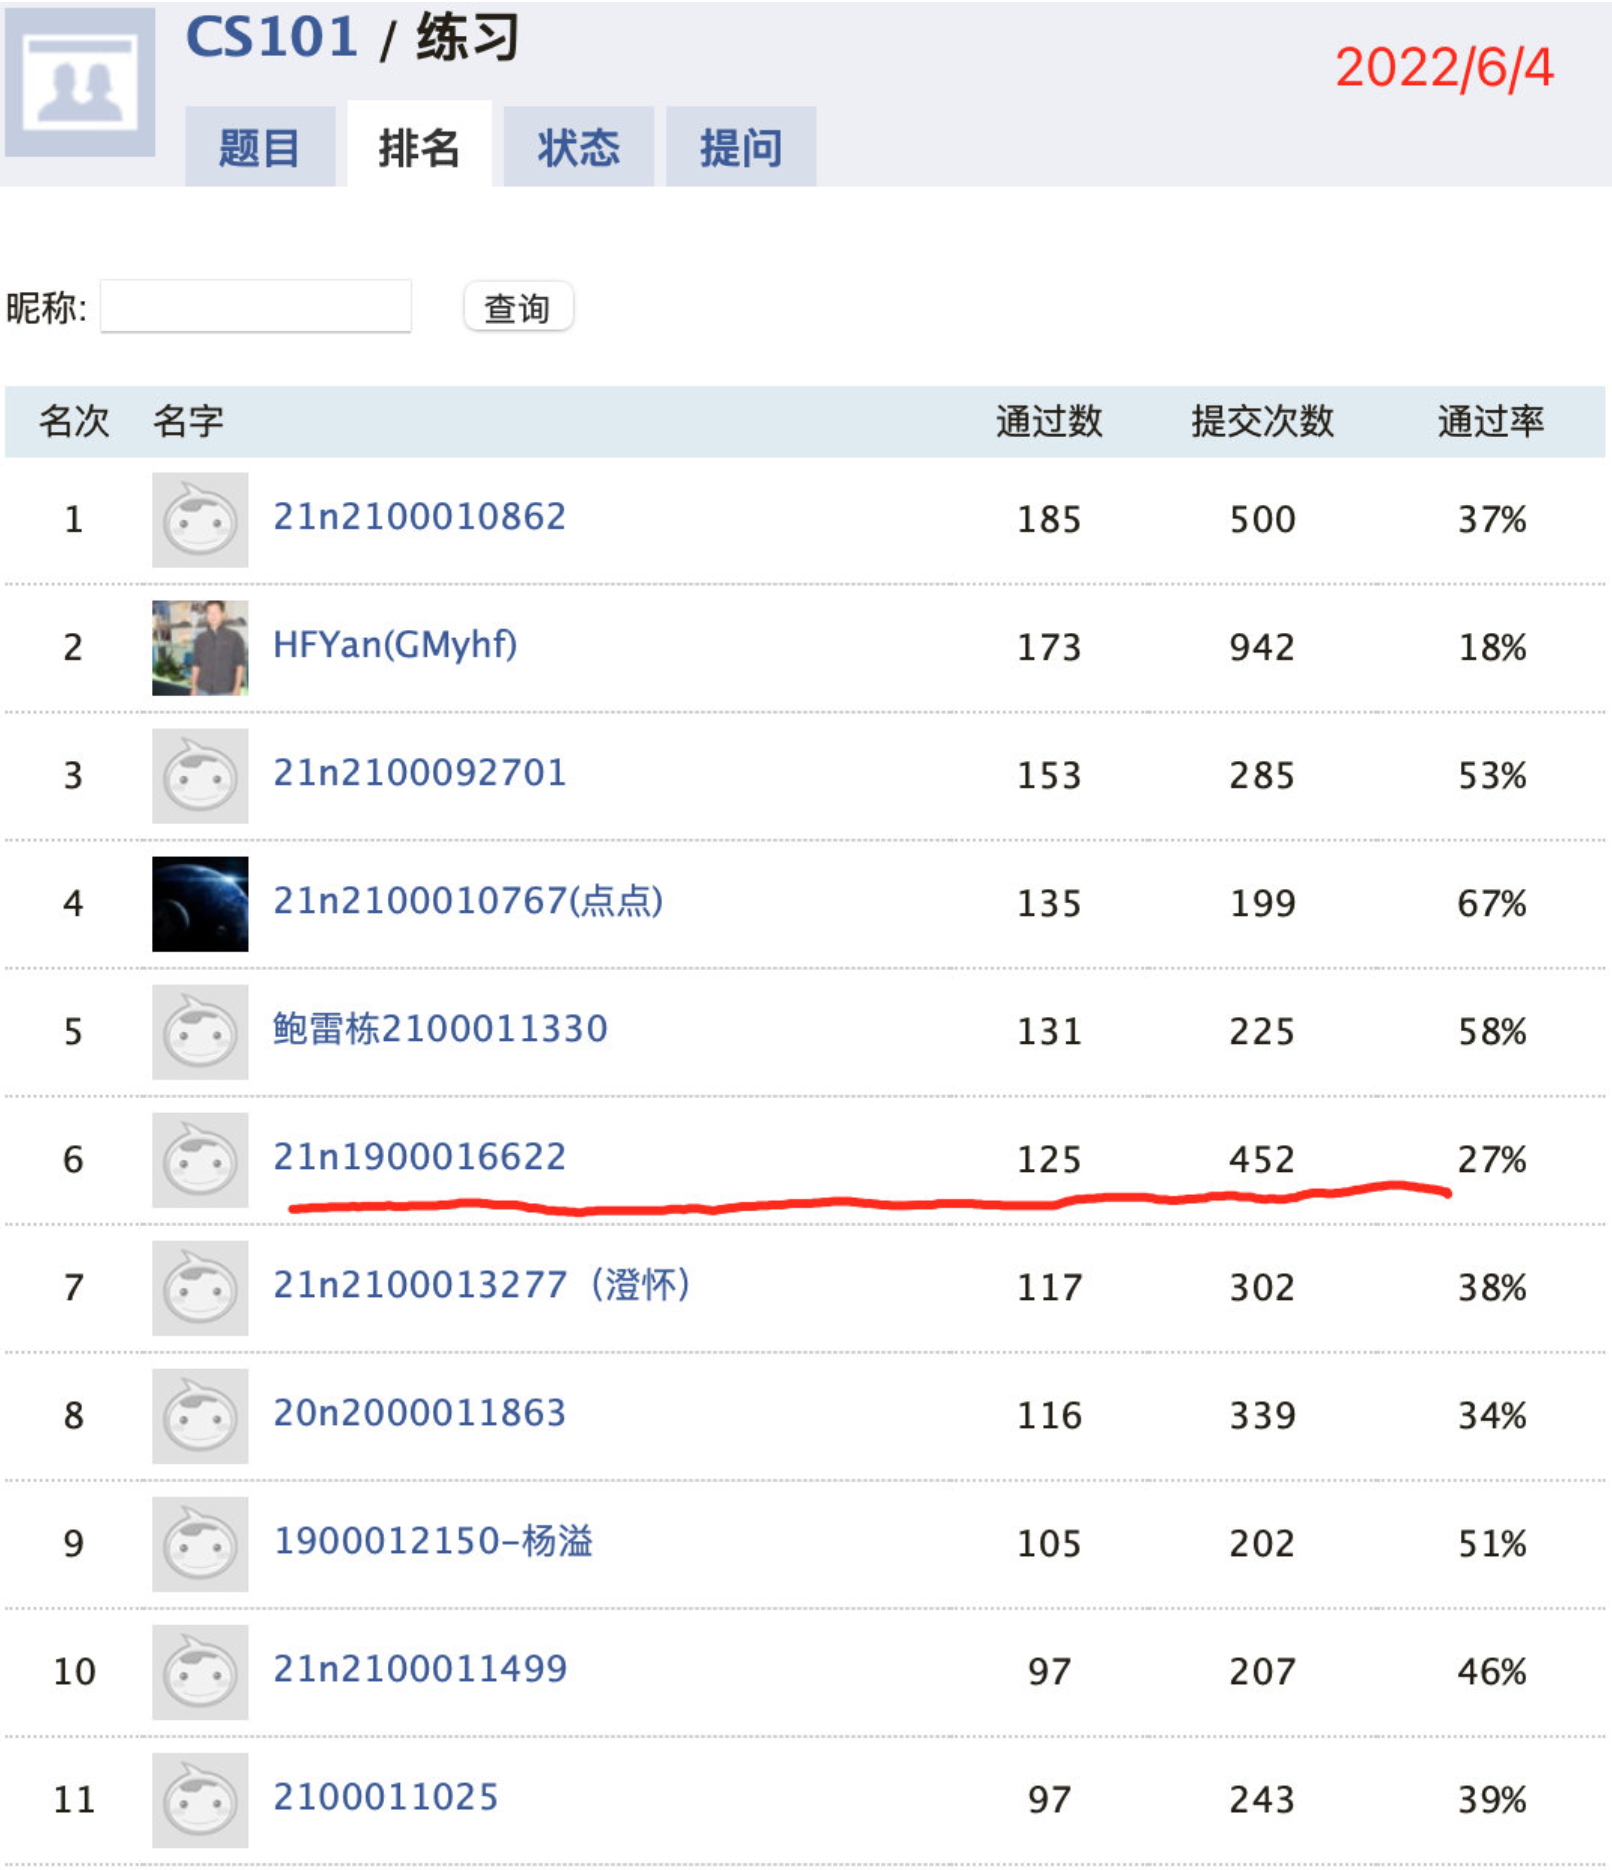 CS101 / 练习
2022/6/4
题目 排名 状态 提问
昵称: 查询
名次 名字 通过数 提交次数 通过率
1 21n2100010862 185 500 37%
2 HFYan(GMyhf) 173 942 18%
3 21n2100092701 153 285 53%
4 21n2100010767(点点) 135 199 67%
5 鲍雷栋2100011330 131 225 58%
6 21n1900016622 125 452 27%
7 21n2100013277（澄怀） 117 302 38%
8 20n2000011863 116 339 34%
9 1900012150-杨溢 105 202 51%
10 21n2100011499 97 207 46%
11 2100011025 97 243 39%